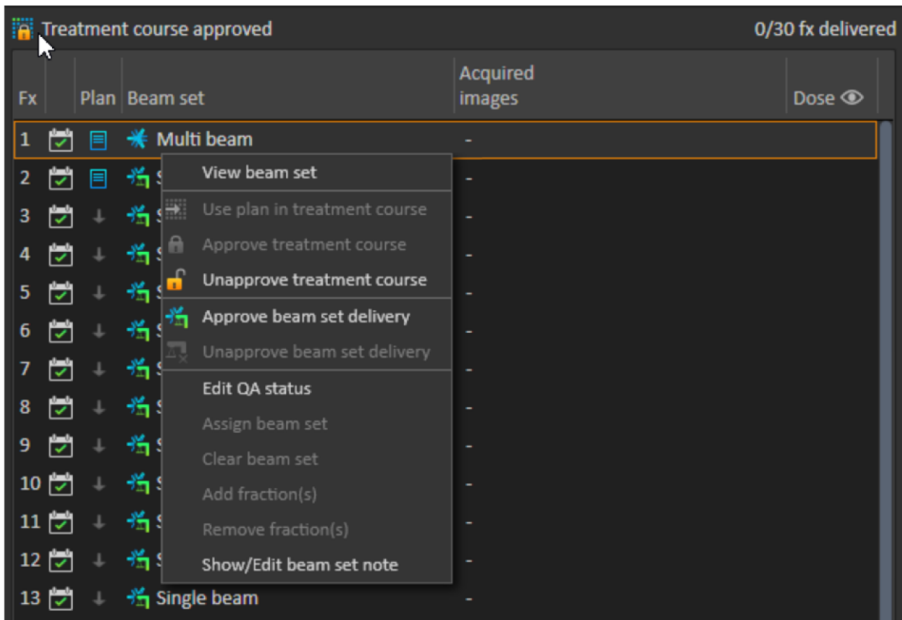 Treatment course approved 0/30 fx delivered
Acquired
Fx Plan Beam set images Dose
1 Multi beam -
2 S -
View beam set
3 S -
Use plan in treatment course
4 S -
Approve treatment course
5 S -
Unapprove treatment course
6 S -
Approve beam set delivery
7 S -
Unapprove beam set delivery
8 S -
Edit QA status
9 S -
Assign beam set
10 S -
Clear beam set
11 S -
Add fraction(s)
12 S -
Remove fraction(s)
Show/Edit beam set note
13 Single beam -